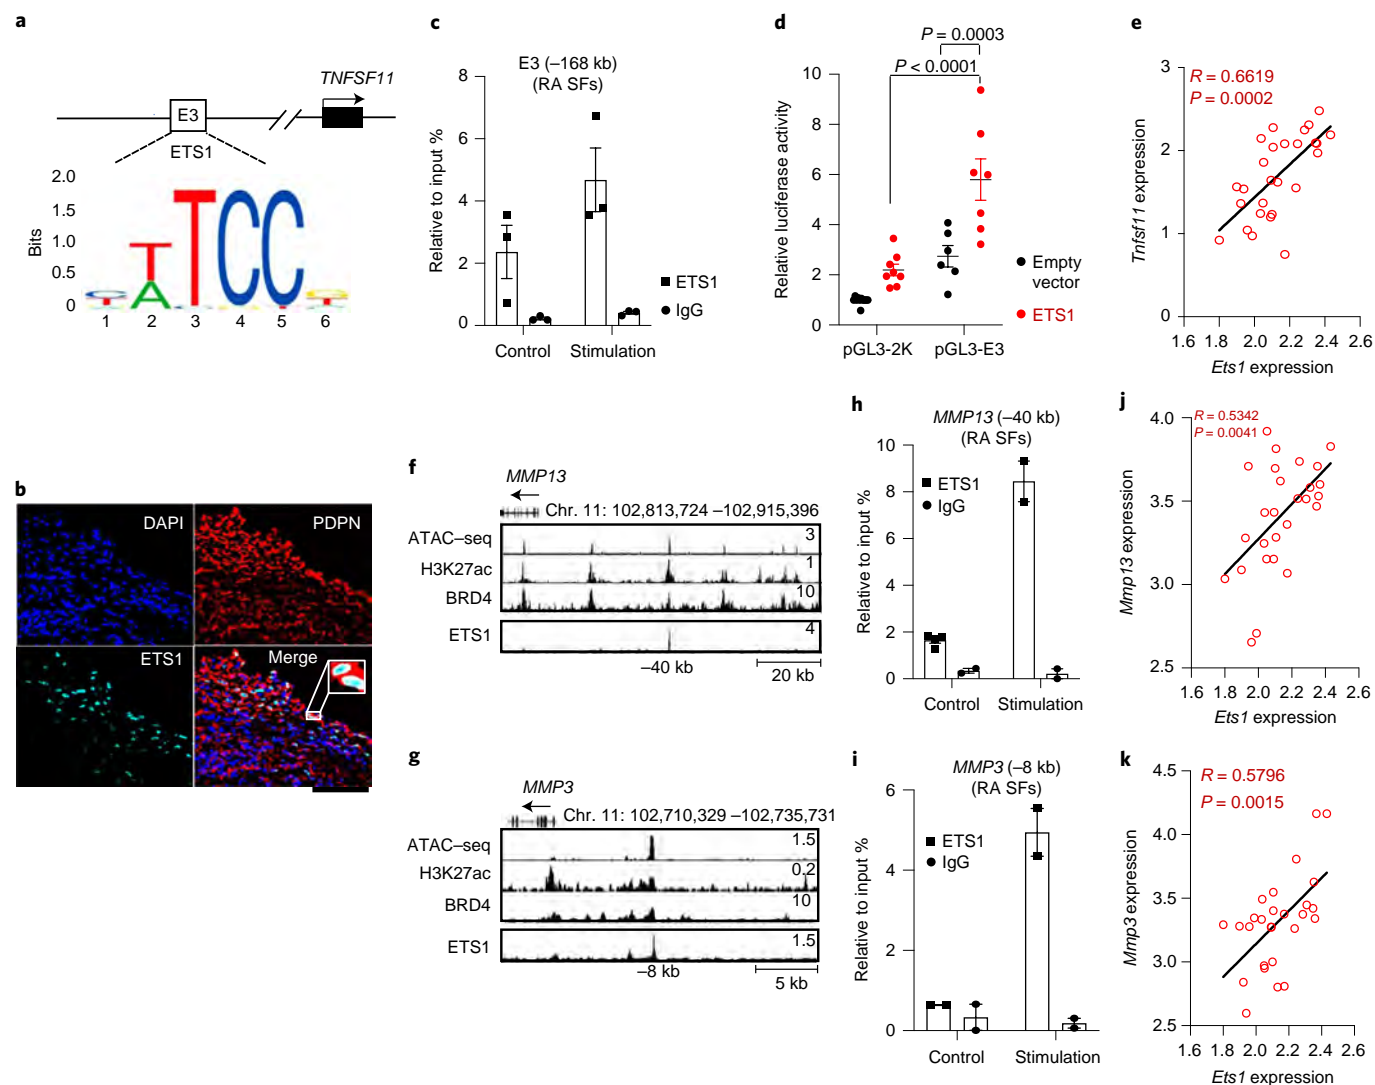 a
TNFSF11
E3
ETS1
Bits
2.0
1.5
1.0
0.5
0
T
A
T
C
C
1 2 3 4 5 6
b
DAPI
PDPN
ETS1
Merge
c
E3 (–168 kb)
(RA SFs)
Relative to input %
8
6
4
2
0
ETS1
IgG
Control
Stimulation
d
P = 0.0003
P < 0.0001
Relative luciferase activity
10
8
6
4
2
0
Empty
vector
ETS1
pGL3-2K
pGL3-E3
e
R = 0.6619
P = 0.0002
Tnfsf11 expression
3
2
1
0
1.6 1.8 2.0 2.2 2.4 2.6
Ets1 expression
f
MMP13
Chr. 11: 102,813,724 –102,915,396
ATAC–seq
3
H3K27ac
1
BRD4
10
ETS1
4
–40 kb
20 kb
g
MMP3
Chr. 11: 102,710,329 –102,735,731
ATAC–seq
1.5
H3K27ac
0.2
BRD4
10
ETS1
1.5
–8 kb
5 kb
h
MMP13 (–40 kb)
(RA SFs)
Relative to input %
10
8
6
4
2
0
ETS1
IgG
Control
Stimulation
i
MMP3 (–8 kb)
(RA SFs)
Relative to input %
6
4
2
0
ETS1
IgG
Control
Stimulation
j
R = 0.5342
P = 0.0041
Mmp13 expression
4.0
3.5
3.0
2.5
1.6 1.8 2.0 2.2 2.4 2.6
Ets1 expression
k
R = 0.5796
P = 0.0015
Mmp3 expression
4.5
4.0
3.5
3.0
2.5
1.6 1.8 2.0 2.2 2.4 2.6
Ets1 expression